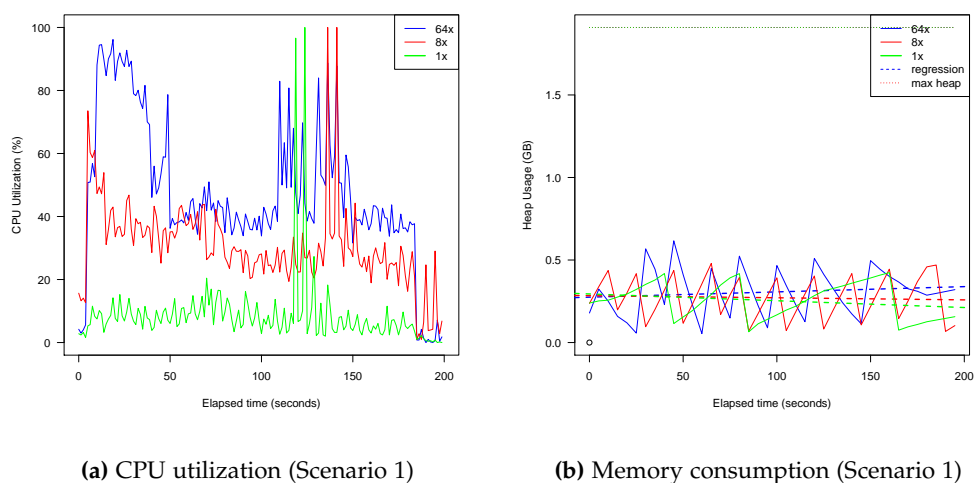 64x
8x
1x
100
80
60
40
20
0
CPU Utilization (%)
0 50 100 150 200
Elapsed time (seconds)
(a) CPU utilization (Scenario 1)
64x
8x
1x
regression
max heap
1.5
1.0
0.5
0.0
Heap Usage (GB)
0 50 100 150 200
Elapsed time (seconds)
(b) Memory consumption (Scenario 1)